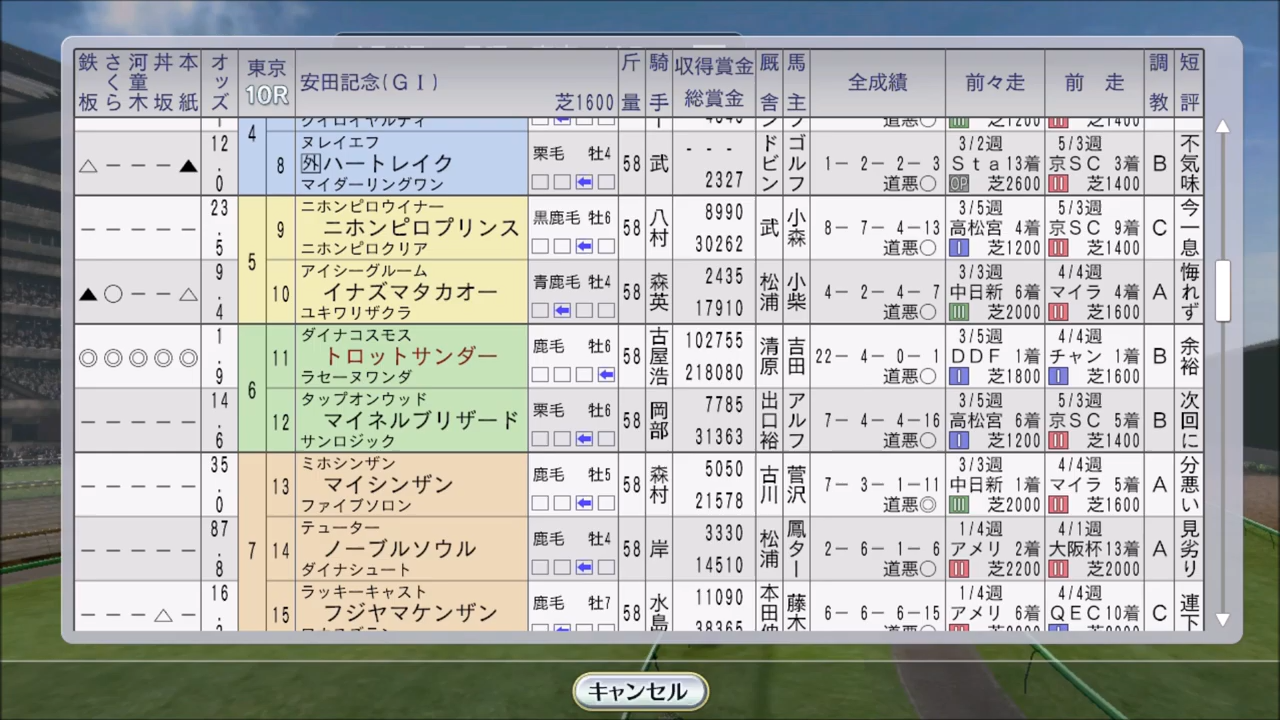 鉄板 さくら 河童木 丼坂 本紙 オッズ 東京10R 安田記念(GⅠ) 芝1600 斤量 騎手 収得賞金 総賞金 厩舎 馬主 全成績 前々走 前走 調教 短評
4
道悪○ Ⅲ 芝1200 Ⅱ 芝1400
ヌレイエフ
△ － － － ▲ 12.0 8 外 ハートレイク 栗毛 牡4 58 武 - - - 2327 ドビン ゴルフ 1－ 2－ 2－ 3 道悪○ 3/2週 Sta13着 OP 芝2600 5/3週 京SC 3着 Ⅱ 芝1400 B 不気味
マイダーリングワン
5
ニホンピロウイナー
－ － － － － 23.5 9 ニホンピロプリンス 黒鹿毛 牡6 58 八村 8990 30262 武 小森 8－ 7－ 4－13 道悪○ 3/5週 高松宮 4着 Ⅰ 芝1200 5/3週 京SC 9着 Ⅱ 芝1400 C 今一息
ニホンピロクリア
アイシーグルーム
▲ ○ － － △ 9.4 10 イナズマタカオー 青鹿毛 牡4 58 森英 2435 17910 松浦 小柴 4－ 2－ 4－ 7 道悪○ 3/3週 中日新 6着 Ⅲ 芝2000 4/4週 マイラ 4着 Ⅱ 芝1600 A 侮れず
ユキワリザクラ
6
ダイナコスモス
◎ ◎ ◎ ◎ ◎ 1.9 11 トロットサンダー 鹿毛 牡6 58 古屋浩 102755 218080 清原 吉田 22－ 4－ 0－ 1 道悪○ 3/5週 DDF 1着 Ⅰ 芝1800 4/4週 チャン 1着 Ⅰ 芝1600 B 余裕
ラセーヌワンダ
タップオンウッド
－ － － － － 14.6 12 マイネルブリザード 栗毛 牡6 58 岡部 7785 31363 出口裕 アルフ 7－ 4－ 4－16 道悪○ 3/5週 高松宮 6着 Ⅰ 芝1200 5/3週 京SC 5着 Ⅱ 芝1400 B 次回に
サンロジック
7
ミホシンザン
－ － － － － 35.0 13 マイシンザン 鹿毛 牡5 58 森村 5050 21578 古川 菅沢 7－ 3－ 1－11 道悪◎ 3/3週 中日新 1着 Ⅲ 芝2000 4/4週 マイラ 5着 Ⅱ 芝1600 A 分悪い
ファイブソロン
テューター
－ － － － － 87.8 14 ノーブルソウル 鹿毛 牡4 58 岸 3330 14510 松浦 鳳ター 2－ 6－ 1－ 6 道悪○ 1/4週 アメリ 2着 Ⅱ 芝2200 4/1週 大阪杯13着 Ⅱ 芝2000 A 見劣り
ダイナシュート
ラッキーキャスト
－ － － △ － 16 15 フジヤマケンザン 鹿毛 牡7 58 水島 11090 38365 本田 藤木 6－ 6－ 6－15 1/4週 アメリ 6着 5/3週 QEC10着 C 連下
キャンセル